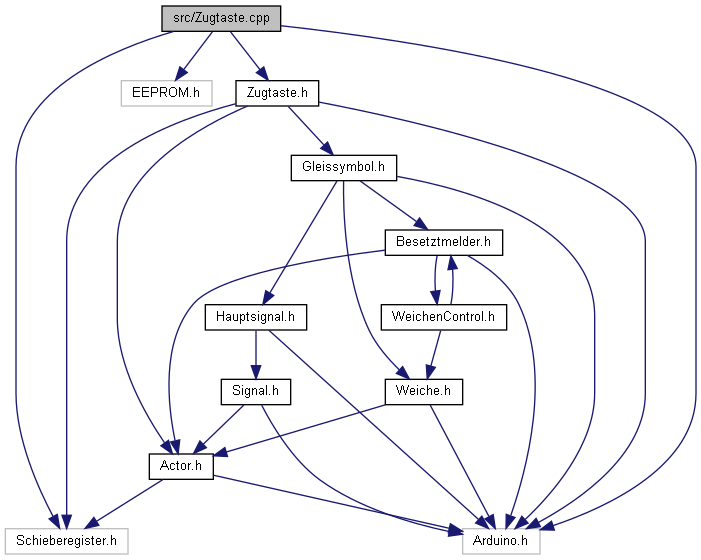 src/Zugtaste.cpp
EEPROM.h
Zugtaste.h
Gleissymbol.h
Besetztmelder.h
Hauptsignal.h
WeichenControl.h
Signal.h
Weiche.h
Actor.h
Schieberegister.h
Arduino.h